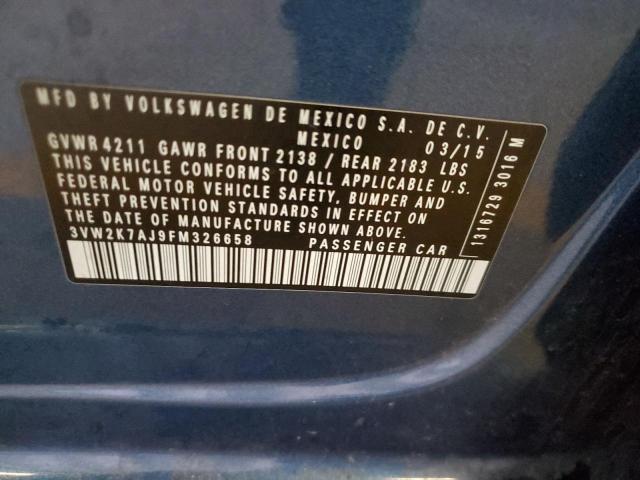 MFD BY VOLKSWAGEN DE MEXICO S.A. DE C.V.
MEXICO 03/15
GVWR 4211 GAWR FRONT 2138 / REAR 2183 LBS
THIS VEHICLE CONFORMS TO ALL APPLICABLE U.S.
FEDERAL MOTOR VEHICLE SAFETY, BUMPER AND
THEFT PREVENTION STANDARDS IN EFFECT ON
THE DATE OF MANUFACTURE SHOWN ABOVE.
3VW2K7AJ9FM326658 PASSENGER CAR
1316729 3016 M